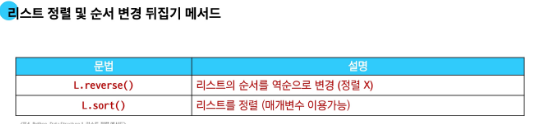 리스트 정렬 및 순서 변경 뒤집기 메서드
문법 설명
L.reverse() 리스트의 순서를 역순으로 변경 (정렬 X)
L.sort() 리스트를 정렬 (매개변수 이용가능)